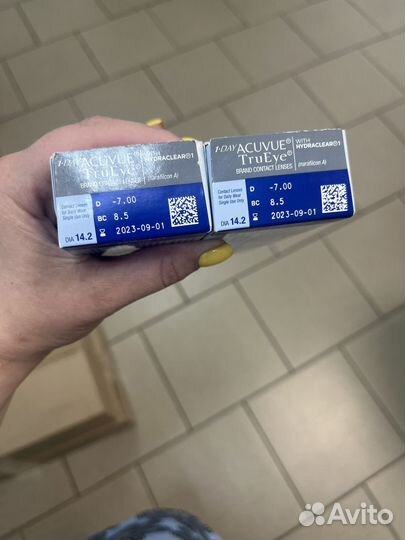 1-DAY ACUVUE®
TruEye®
WITH
HYDRACLEAR®1
BRAND CONTACT LENSES (narafilcon A)
Contact Lenses
for Daily Wear
Single Use Only
DIA 14.2
D -7.00
BC 8.5
2023-09-01
1-DAY ACUVUE®
TruEye®
WITH
HYDRACLEAR®1
BRAND CONTACT LENSES (narafilcon A)
Contact Lenses
for Daily Wear
Single Use Only
DIA 14.2
D -7.00
BC 8.5
2023-09-01
Avito